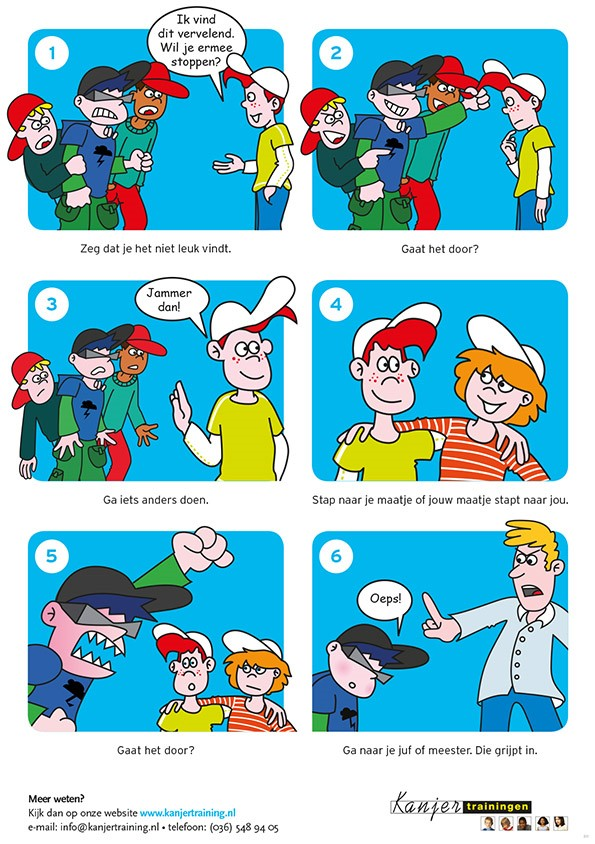 1
Ik vind
dit vervelend.
Wil je ermee
stoppen?
2
Zeg dat je het niet leuk vindt.
Gaat het door?
3
Jammer
dan!
4
Ga iets anders doen.
Stap naar je maatje of jouw maatje stapt naar jou.
5
6
Oeps!
Gaat het door?
Ga naar je juf of meester. Die grijpt in.
Meer weten?
Kijk dan op onze website www.kanjertraining.nl
e-mail: info@kanjertraining.nl • telefoon: (036) 548 94 05
Kanjer trainingen